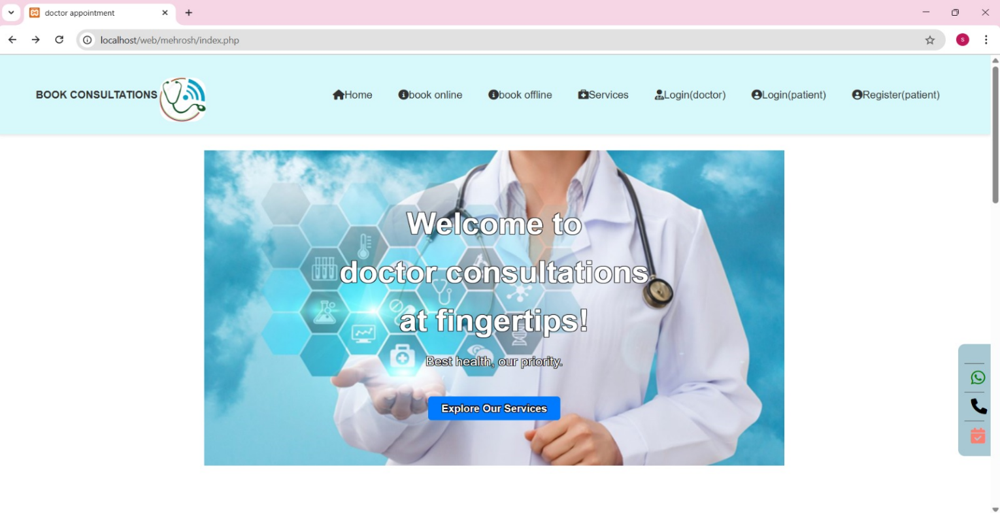 doctor appointment
localhost/web/mehrosh/index.php
S
BOOK CONSULTATIONS
Home
book online
book offline
Services
Login(doctor)
Login(patient)
Register(patient)
Welcome to
doctor consultations
at fingertips!
Best health, our priority.
Explore Our Services